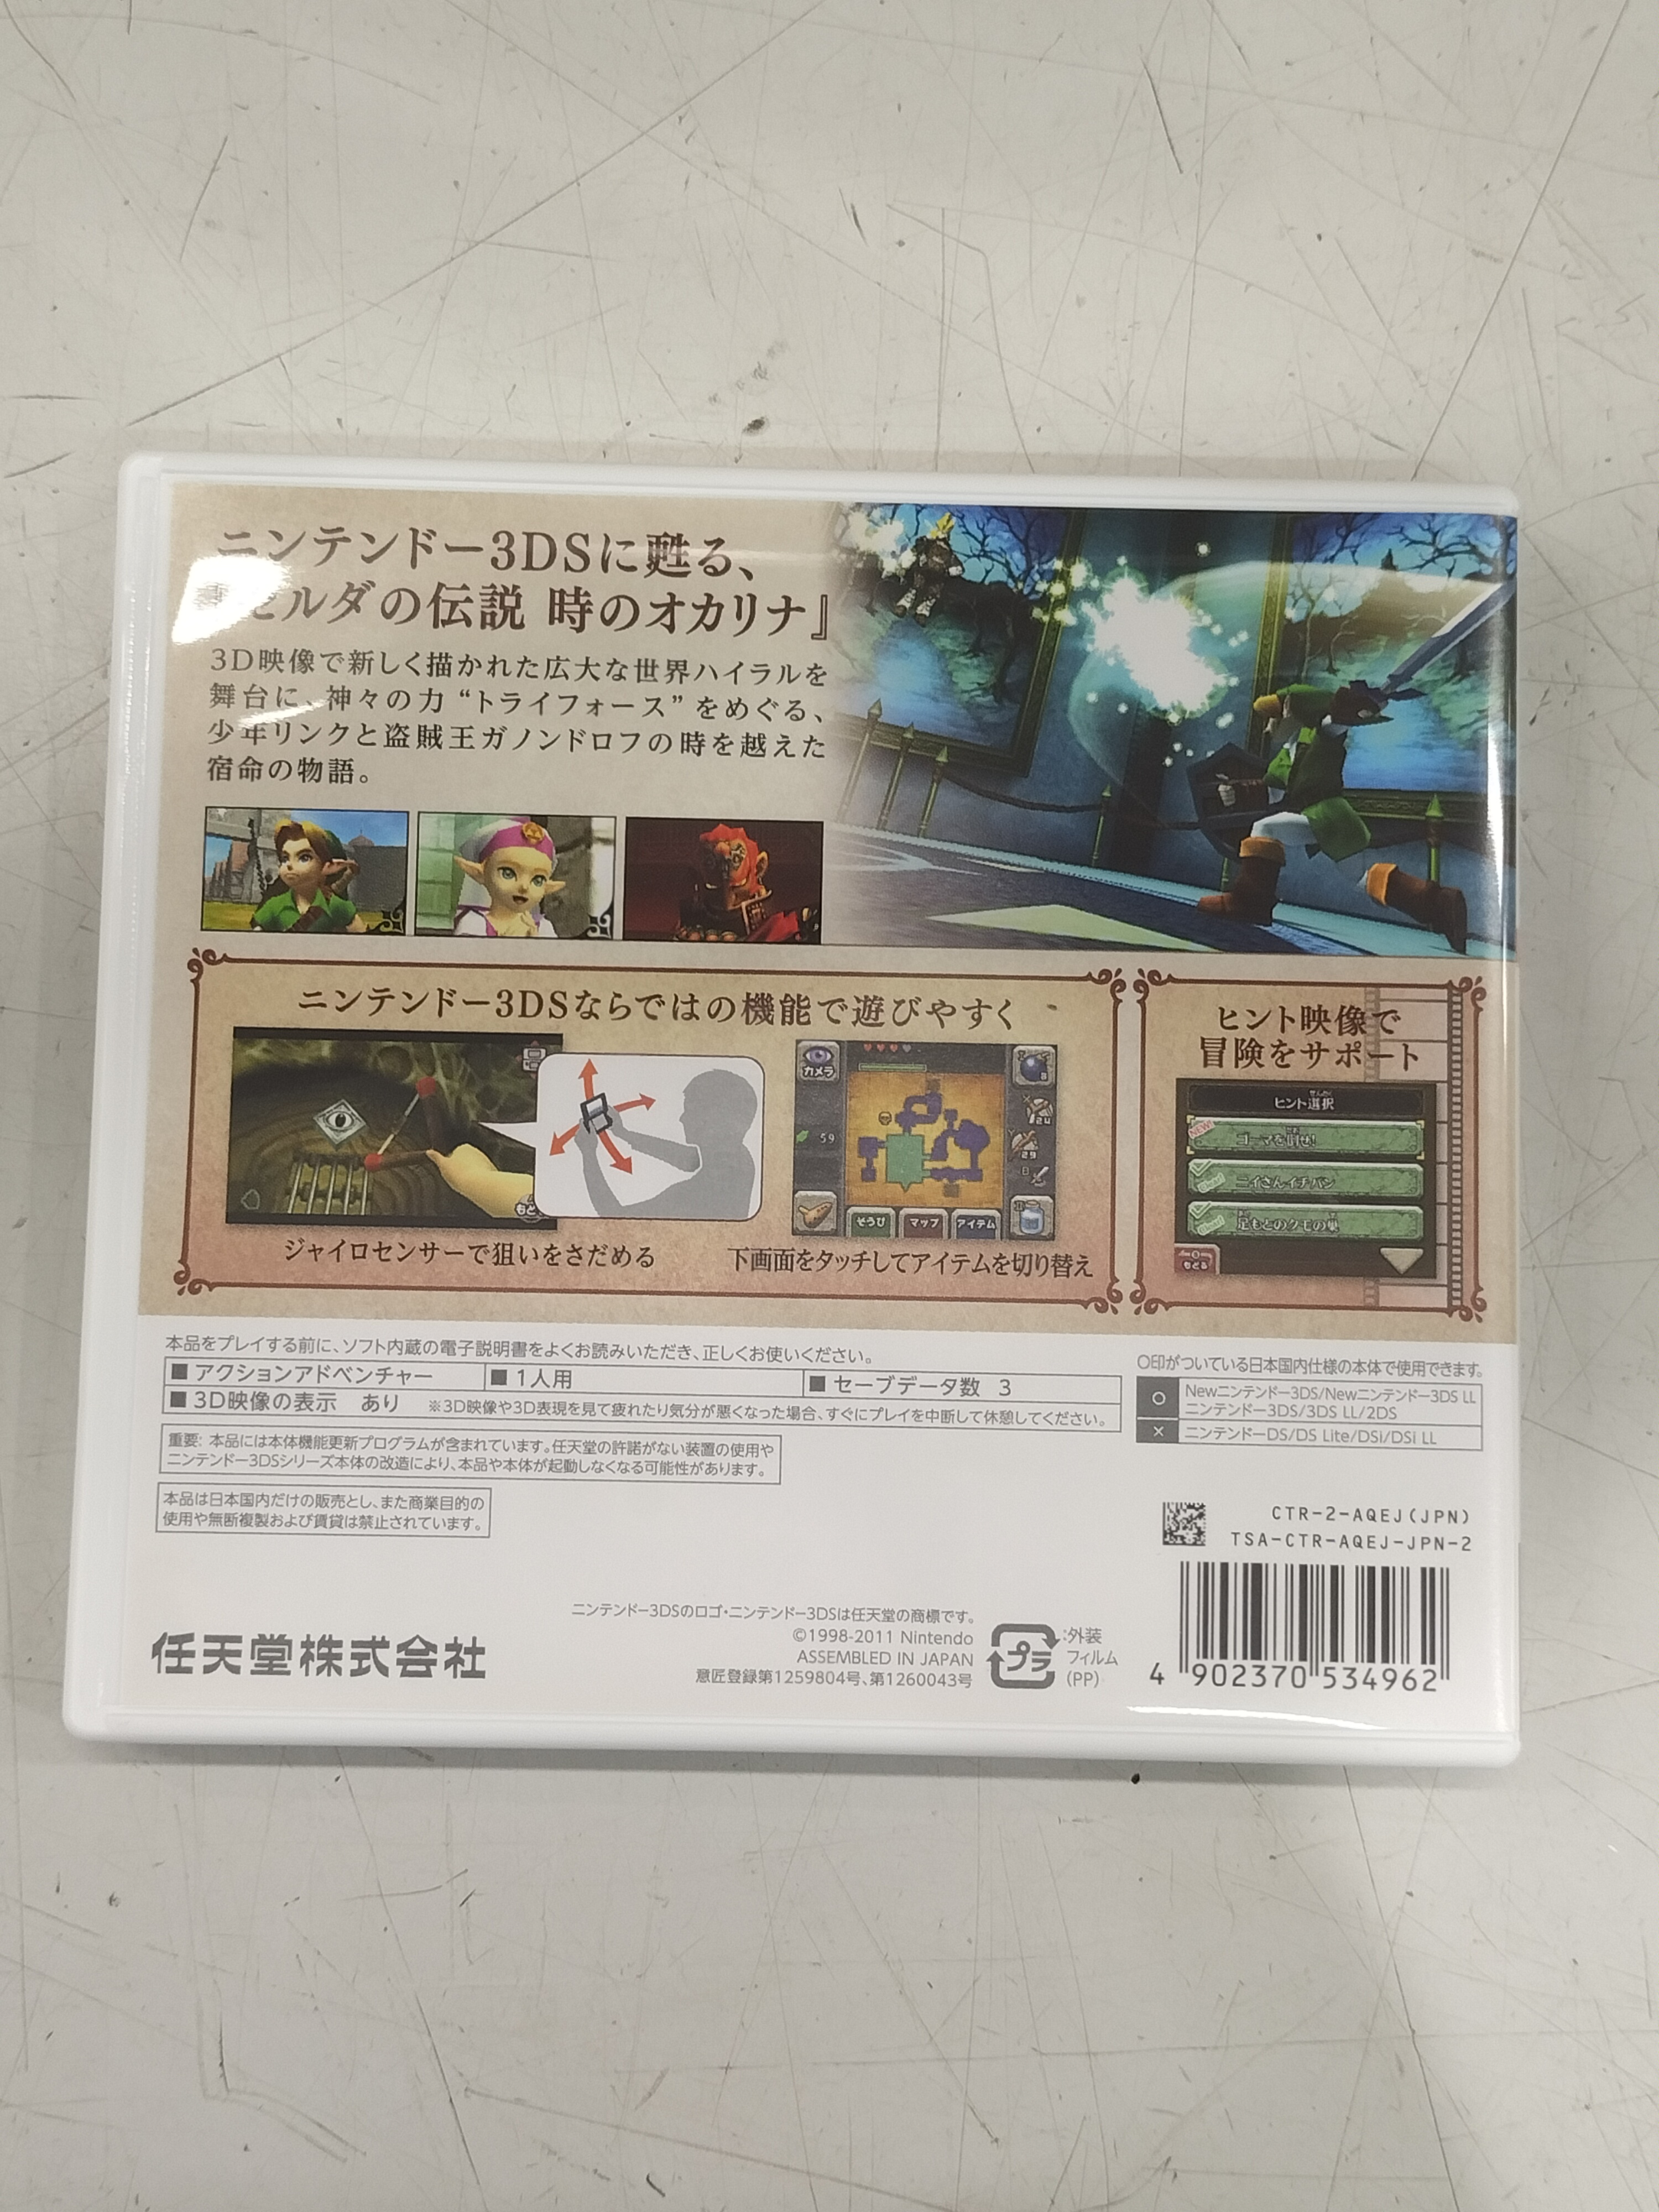 ニンテンドー3DSに甦る、
ゼルダの伝説 時のオカリナ』
3D映像で新しく描かれた広大な世界ハイラルを
舞台に、神々の力“トライフォース”をめぐる、
少年リンクと盗賊王ガノンドロフの時を越えた
宿命の物語。
ニンテンドー3DSならではの機能で遊びやすく
カメラ
59
24
29
そうび
マップ
アイテム
ジャイロセンサーで狙いをさだめる
下画面をタッチしてアイテムを切り替え
ヒント映像で
冒険をサポート
ヒント選択
NEW!
ゴーマを倒せ!
ニイさんイチバン
足もとのクモの巣
もどる
本品をプレイする前に、ソフト内蔵の電子説明書をよくお読みいただき、正しくお使いください。
■ アクションアドベンチャー
■ 1人用
■ セーブデータ数 3
■ 3D映像の表示 あり ※3D映像や3D表現を見て疲れたり気分が悪くなった場合、すぐにプレイを中断して休憩してください。
重要: 本品には本体機能更新プログラムが含まれています。任天堂の許諾がない装置の使用や
ニンテンドー3DSシリーズ本体の改造により、本品や本体が起動しなくなる可能性があります。
本品は日本国内だけの販売とし、また商業目的の
使用や無断複製および賃貸は禁止されています。
○印がついている日本国内仕様の本体で使用できます。
○ Newニンテンドー3DS/Newニンテンドー3DS LL
ニンテンドー3DS/3DS LL/2DS
× ニンテンドーDS/DS Lite/DSi/DSi LL
CTR-2-AQEJ(JPN)
TSA-CTR-AQEJ-JPN-2
任天堂株式会社
ニンテンドー3DSのロゴ・ニンテンドー3DSは任天堂の商標です。
©1998-2011 Nintendo
ASSEMBLED IN JAPAN
意匠登録第1259804号、第1260043号
プラ
:外装
フィルム
(PP)
4 902370 534962